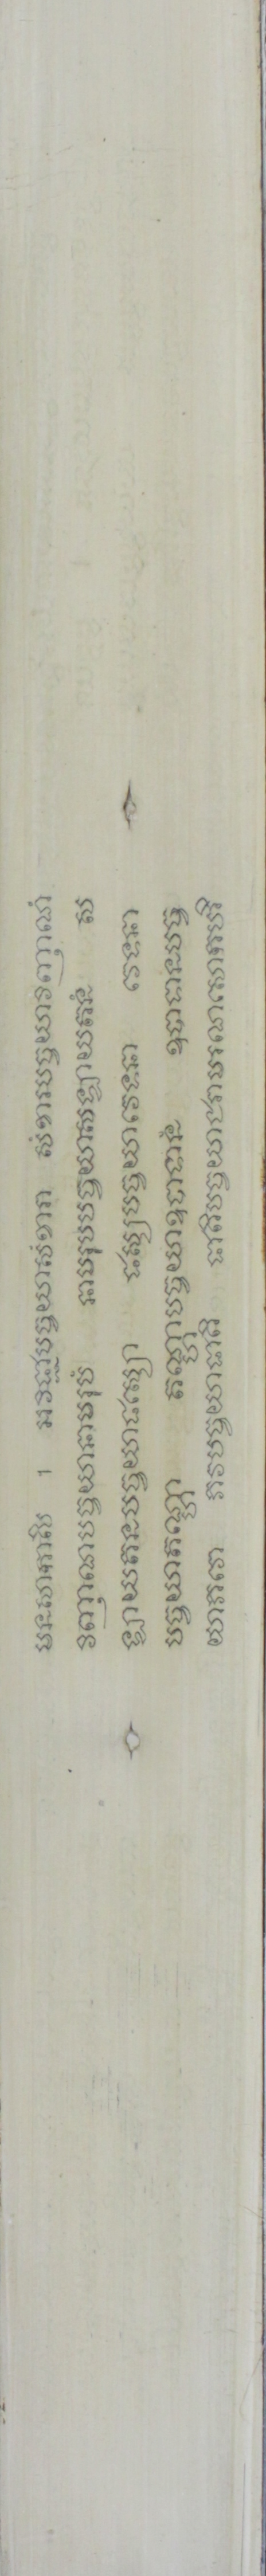 មនសាកាសិ ។ អវិជ្ជាបច្ចយាសំខារា សំខារបច្ចយាវិញាណំ
វិញាណបច្ចយានាមរុបំ នាមរុបបច្ចយាសឡាយតនំ ស
ឡាយតនបច្ចយាផស្សោ ផស្សបច្ចយាវេទនា វេទនា
បច្ចយាតណ្ហា តណ្ហាបច្ចយាឧបាទានំ ឧបាទានបច្ច
យាភវោ ភវបច្ចយាជាតិ ជាតិបច្ចយាជរាមរណសោកបរិ